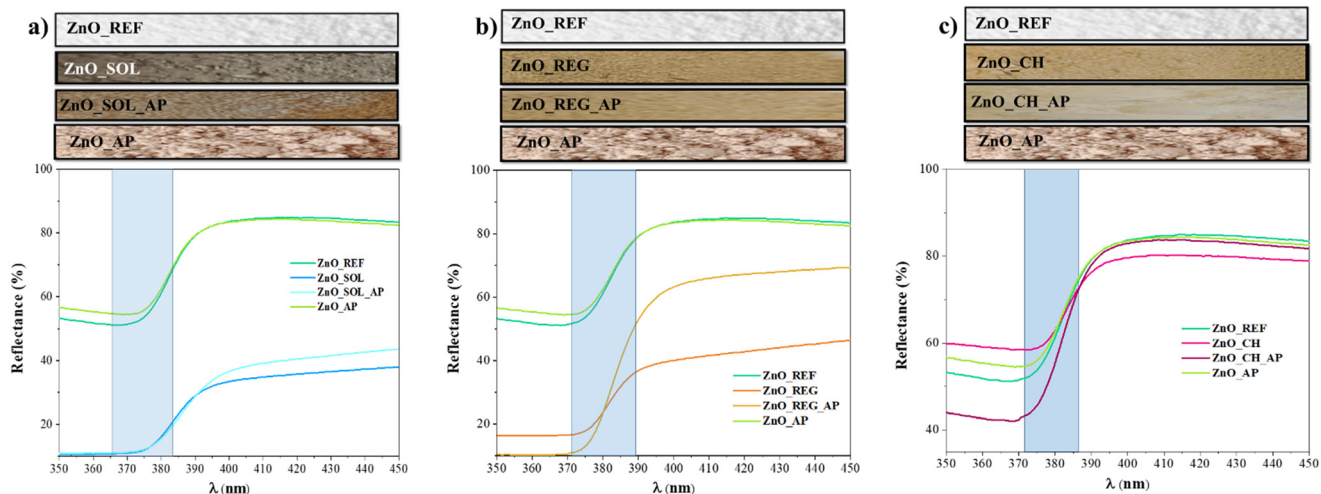 a)
ZnO_REF
ZnO_SOL
ZnO_SOL_AP
ZnO_AP
100
80
60
40
20
Reflectance (%)
ZnO_REF
ZnO_SOL
ZnO_SOL_AP
ZnO_AP
350 360 370 380 390 400 410 420 430 440 450
λ (nm)
b)
ZnO_REF
ZnO_REG
ZnO_REG_AP
ZnO_AP
100
80
60
40
20
Reflectance (%)
ZnO_REF
ZnO_REG
ZnO_REG_AP
ZnO_AP
350 360 370 380 390 400 410 420 430 440 450
λ (nm)
c)
ZnO_REF
ZnO_CH
ZnO_CH_AP
ZnO_AP
100
80
60
40
Reflectance (%)
ZnO_REF
ZnO_CH
ZnO_CH_AP
ZnO_AP
350 360 370 380 390 400 410 420 430 440 450
λ (nm)